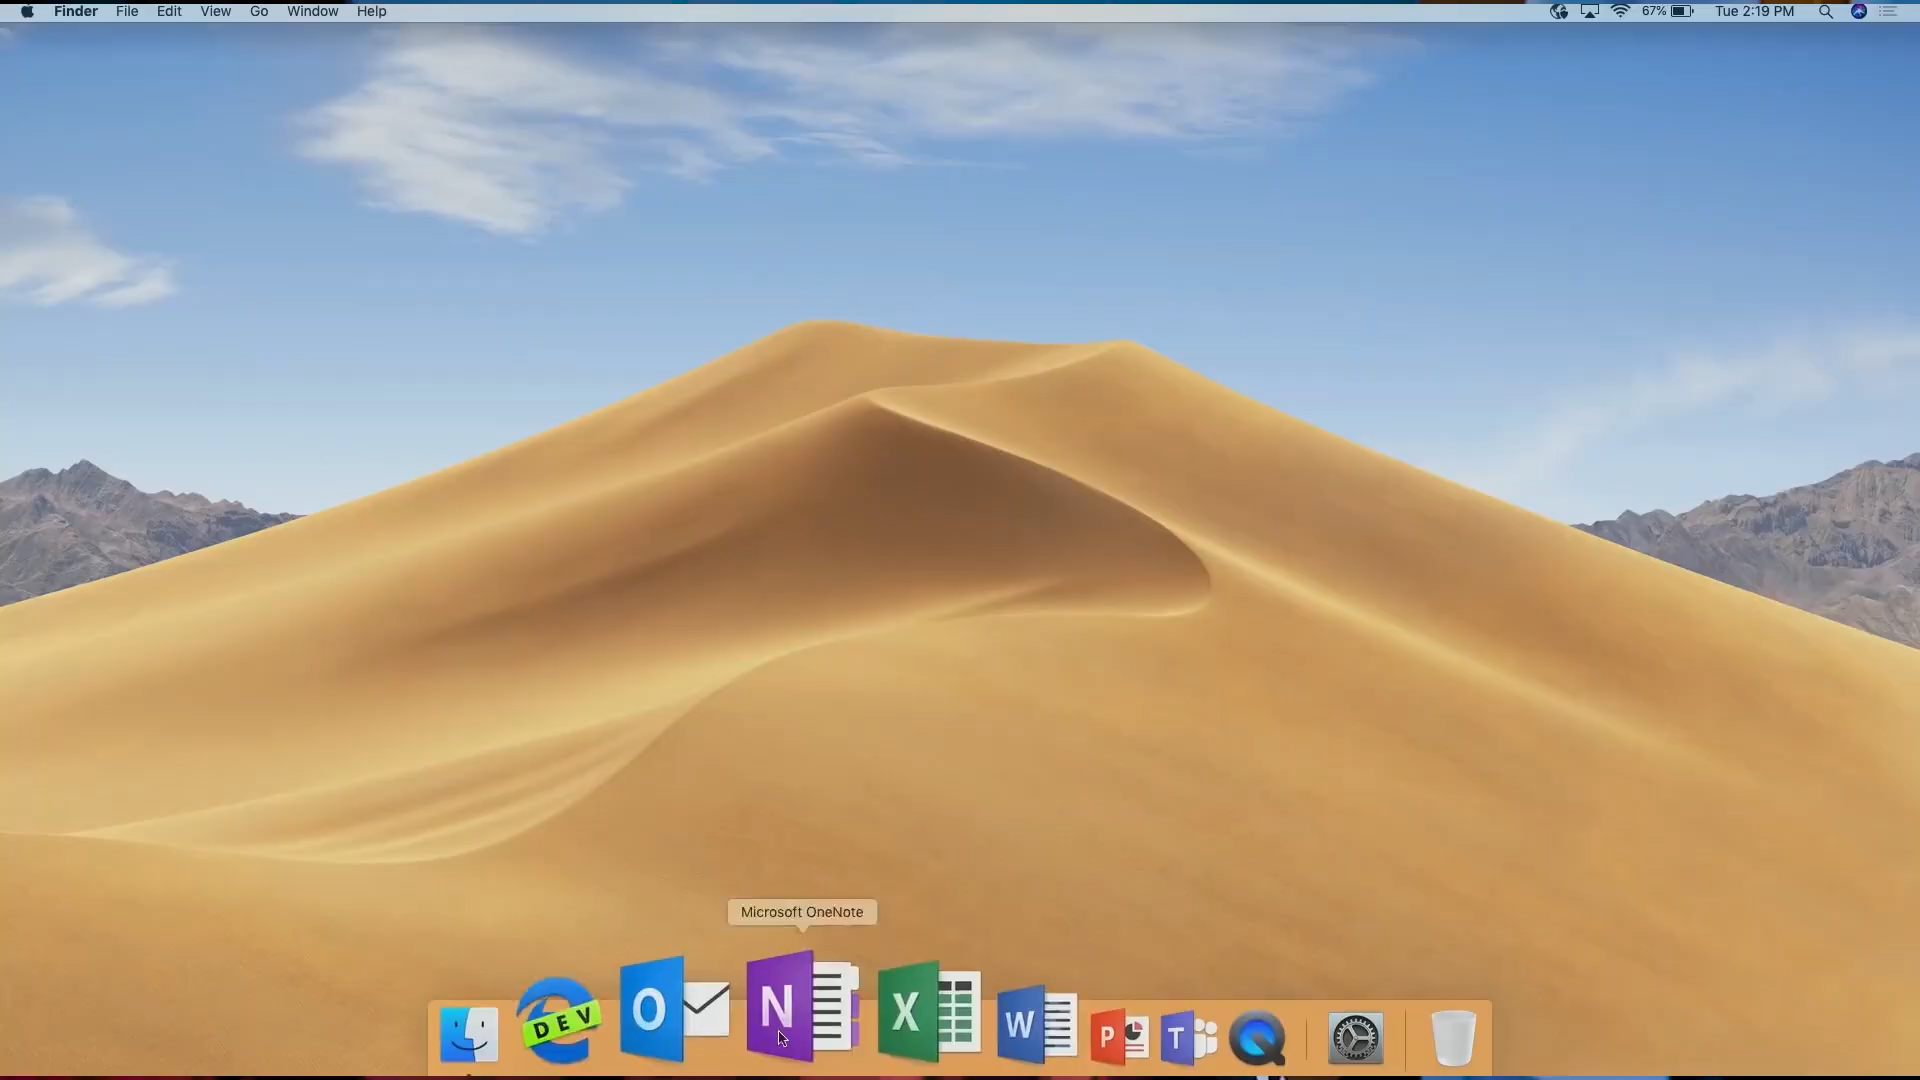 Finder File Edit View Go Window Help 67% Tue 2:19 PM
Microsoft OneNote
DEV O N X W P T